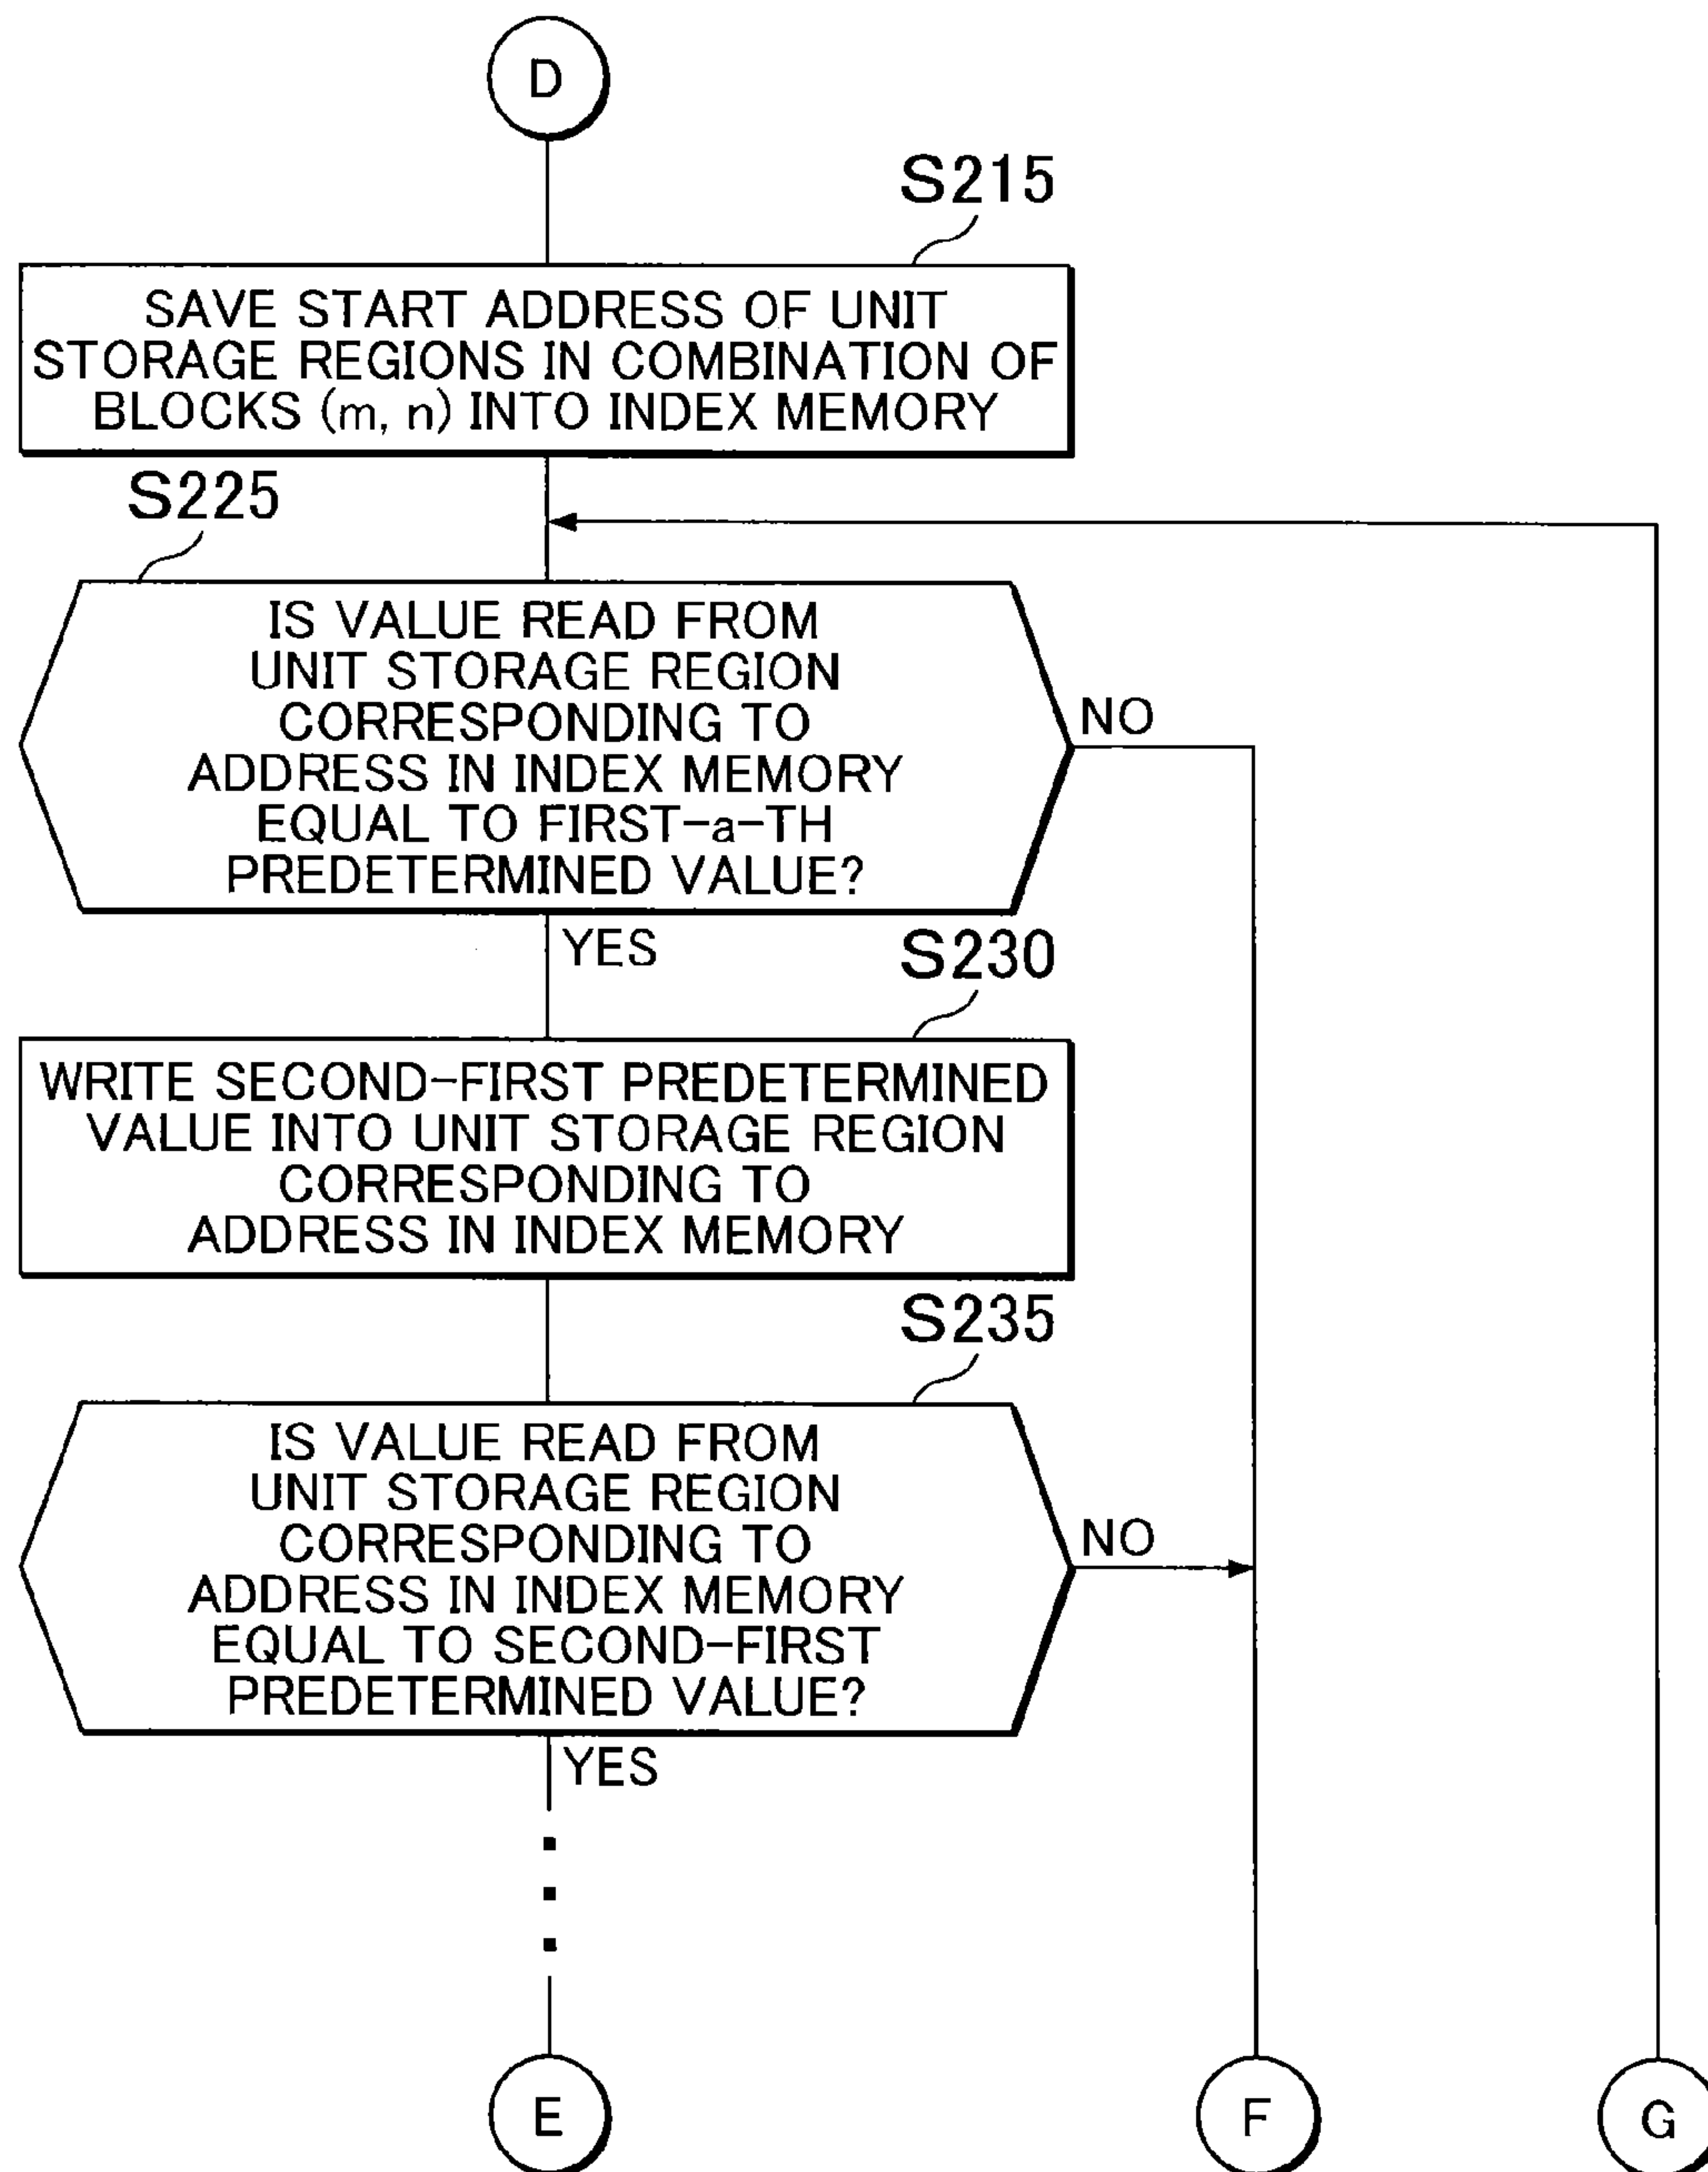 D
S215
SAVE START ADDRESS OF UNIT
STORAGE REGIONS IN COMBINATION OF
BLOCKS (m, n) INTO INDEX MEMORY
S225
IS VALUE READ FROM
UNIT STORAGE REGION
CORRESPONDING TO
ADDRESS IN INDEX MEMORY
EQUAL TO FIRST-a-TH
PREDETERMINED VALUE?
NO
YES
S230
WRITE SECOND-FIRST PREDETERMINED
VALUE INTO UNIT STORAGE REGION
CORRESPONDING TO
ADDRESS IN INDEX MEMORY
S235
IS VALUE READ FROM
UNIT STORAGE REGION
CORRESPONDING TO
ADDRESS IN INDEX MEMORY
EQUAL TO SECOND-FIRST
PREDETERMINED VALUE?
NO
YES
E
F
G